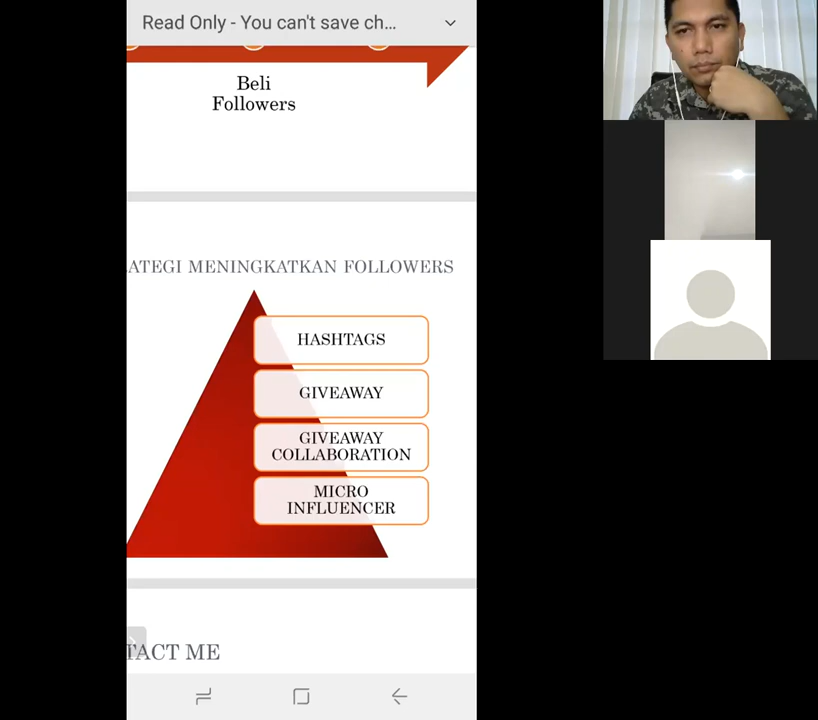 Read Only - You can't save ch...
Beli
Followers
ATEGI MENINGKATKAN FOLLOWERS
HASHTAGS
GIVEAWAY
GIVEAWAY
COLLABORATION
MICRO
INFLUENCER
TACT ME